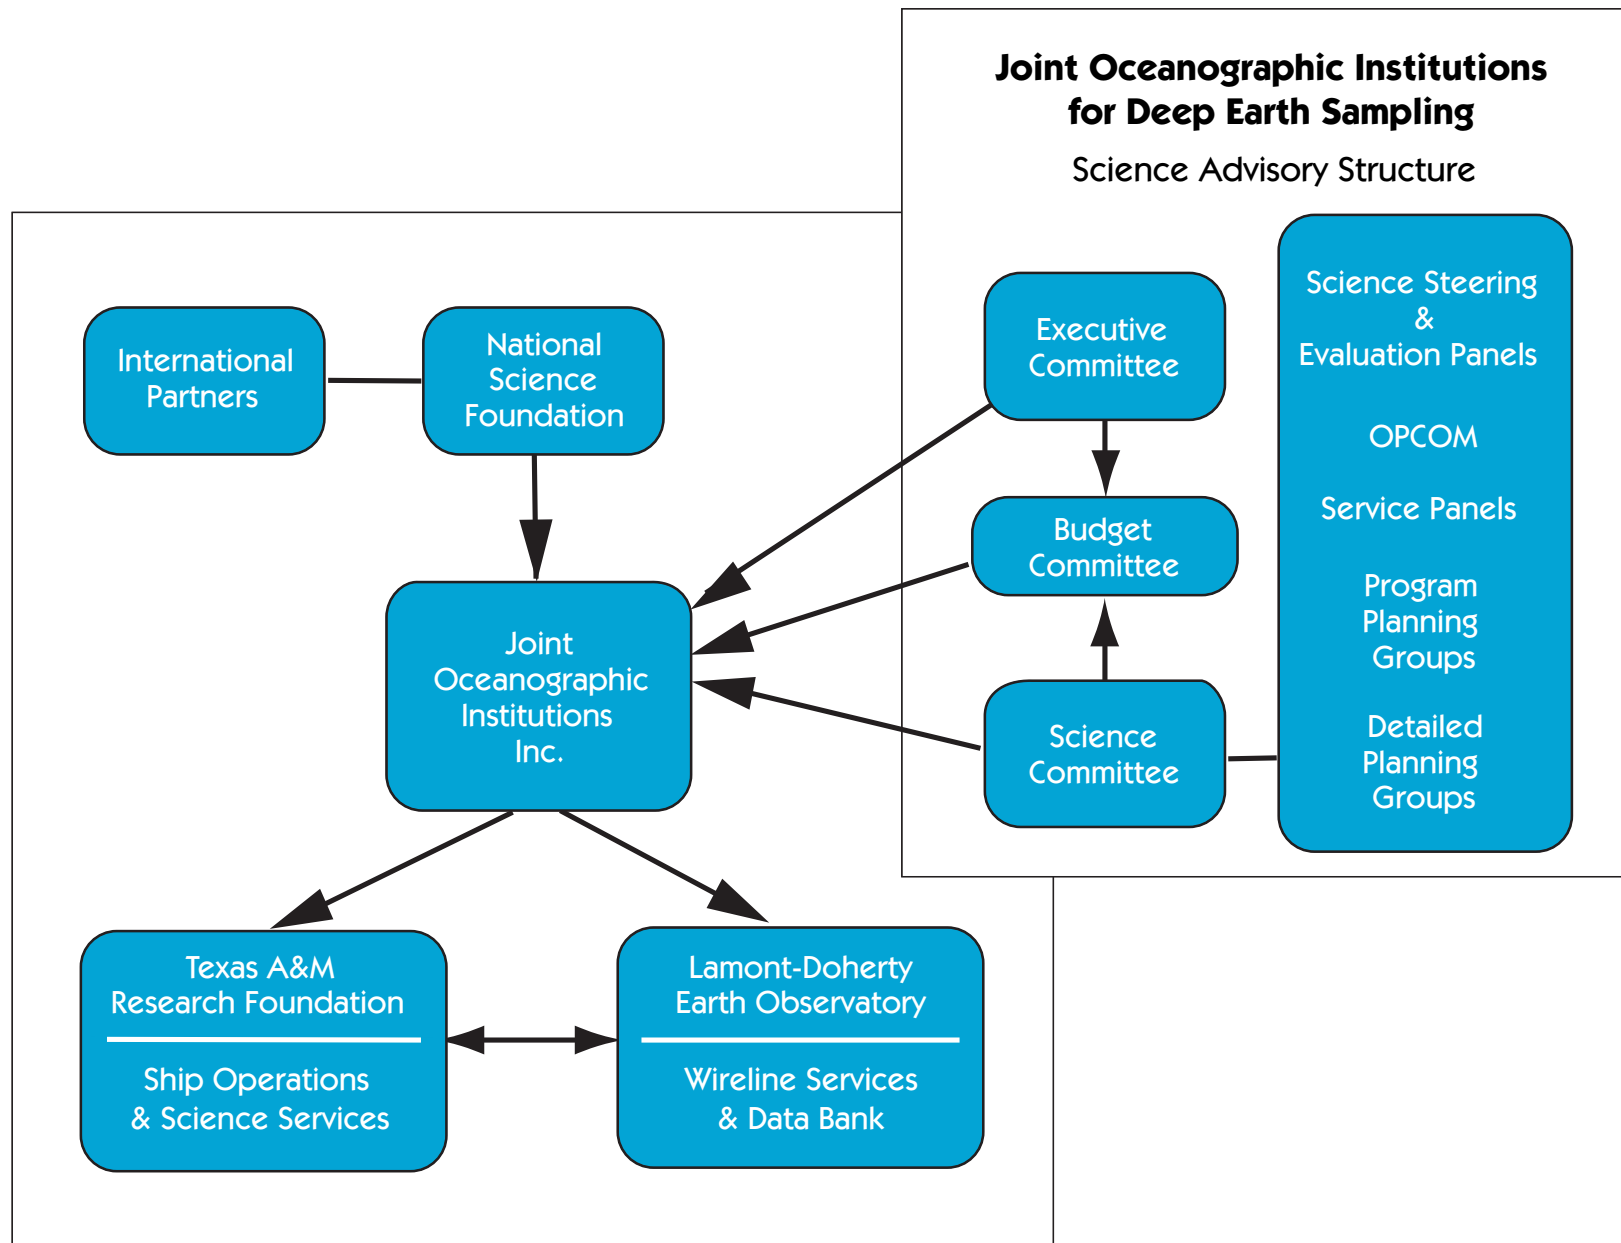 Joint Oceanographic Institutions
for Deep Earth Sampling
Science Advisory Structure
International
Partners
National
Science
Foundation
Joint
Oceanographic
Institutions
Inc.
Texas A&M
Research Foundation
Ship Operations
& Science Services
Lamont-Doherty
Earth Observatory
Wireline Services
& Data Bank
Executive
Committee
Budget
Committee
Science
Committee
Science Steering
&
Evaluation Panels
OPCOM
Service Panels
Program
Planning
Groups
Detailed
Planning
Groups